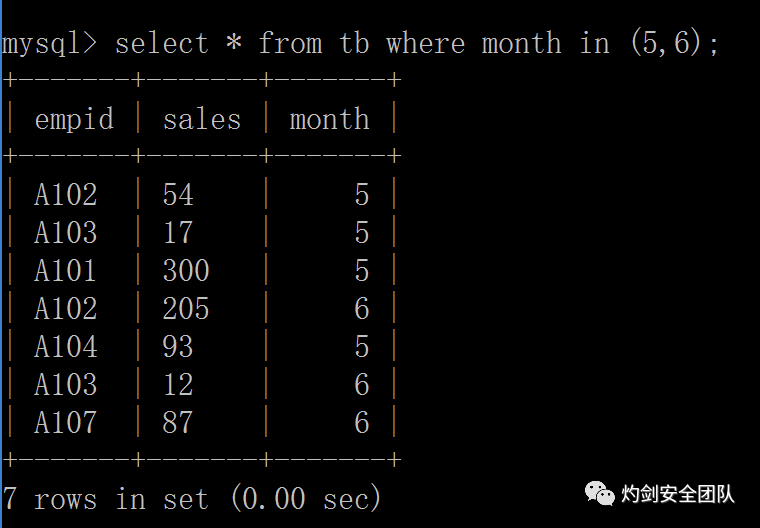 mysql> select * from tb where month in (5,6);
+-------+-------+-------+
| empid | sales | month |
+-------+-------+-------+
| A102  | 54    |     5 |
| A103  | 17    |     5 |
| A101  | 300   |     5 |
| A102  | 205   |     6 |
| A104  | 93    |     5 |
| A103  | 12    |     6 |
| A107  | 87    |     6 |
+-------+-------+-------+
7 rows in set (0.00 sec)
灼剑安全团队